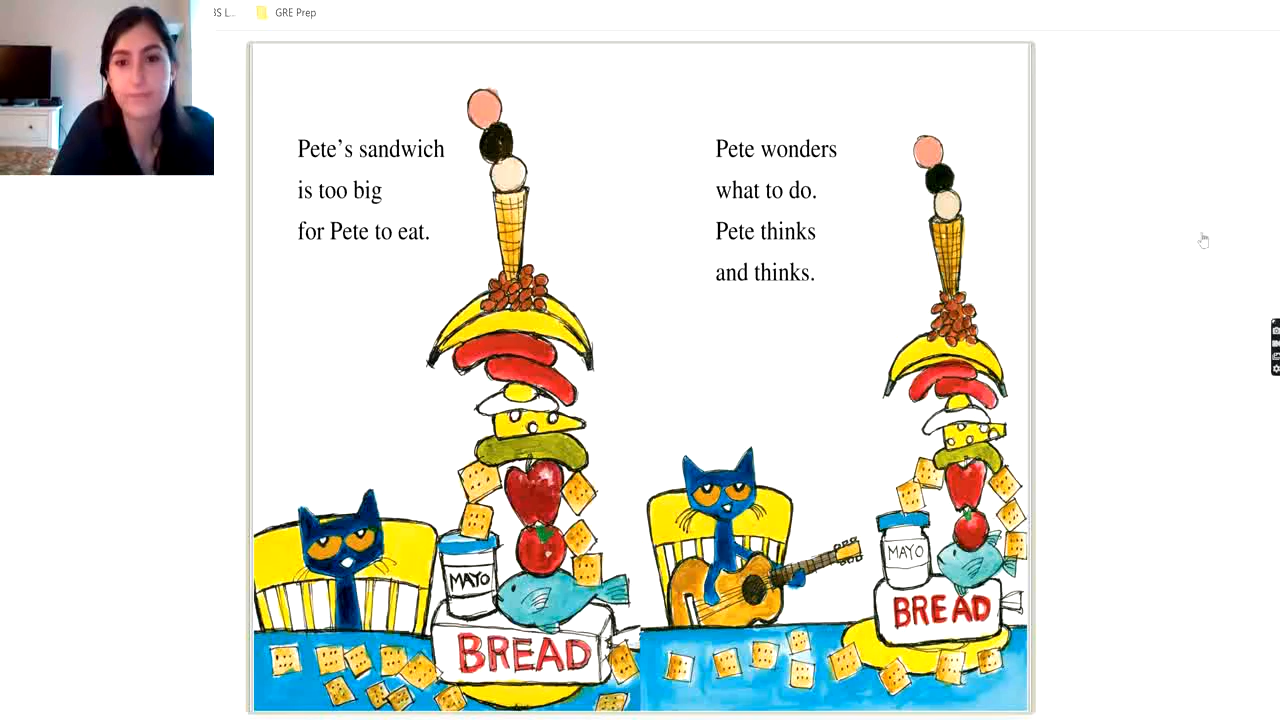 GRE Prep
Pete's sandwich
is too big
for Pete to eat.
MAYO
BREAD
Pete wonders
what to do.
Pete thinks
and thinks.
MAYO
BREAD